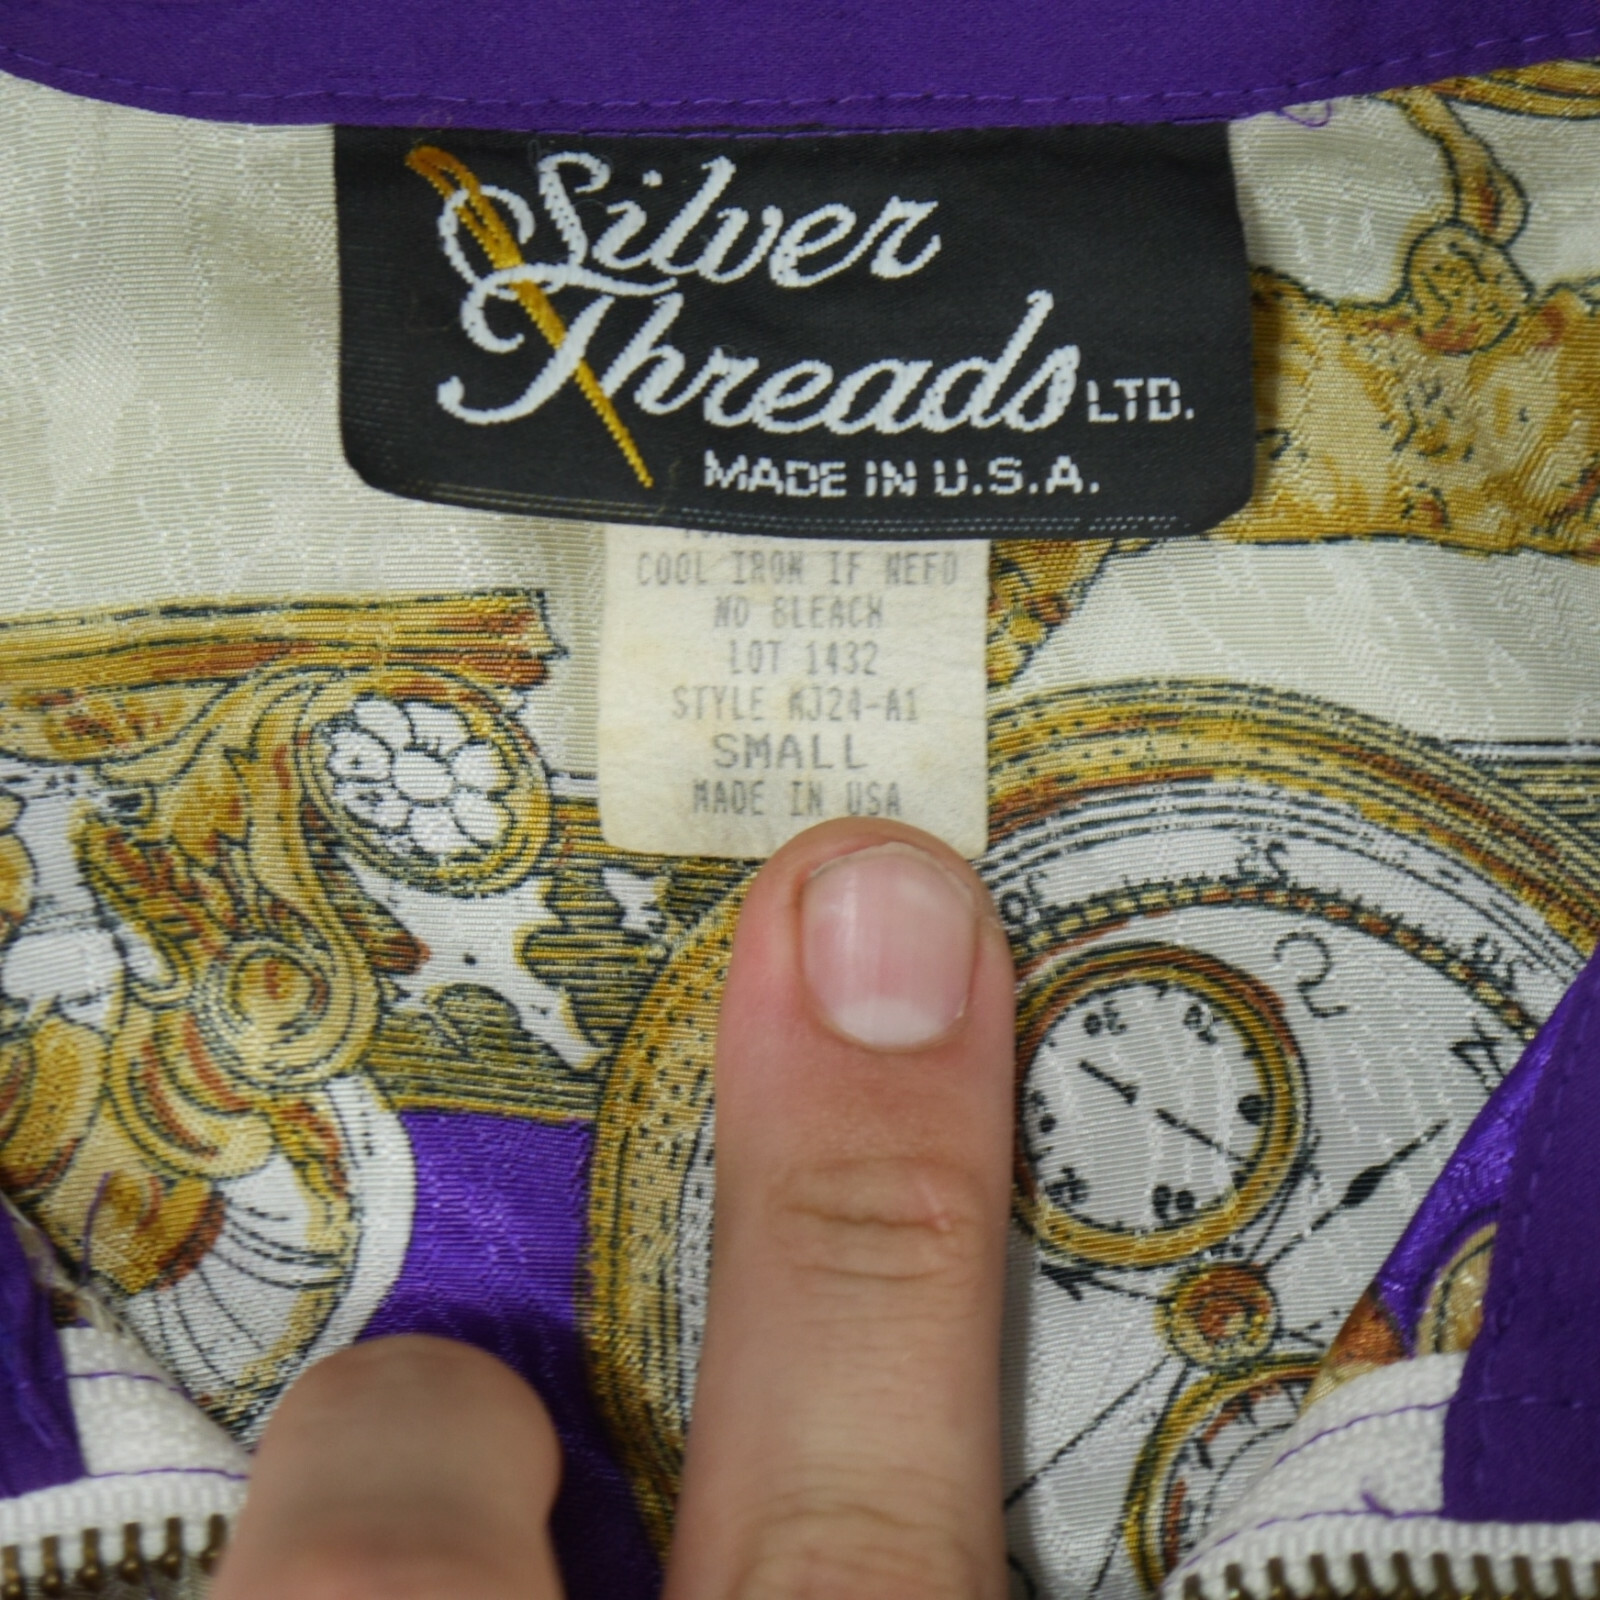 Silver
Threads LTD.
MADE IN U.S.A.
COOL IRON IF NEED
NO BLEACH
LOT 1432
STYLE KJ24-A1
SMALL
MADE IN USA